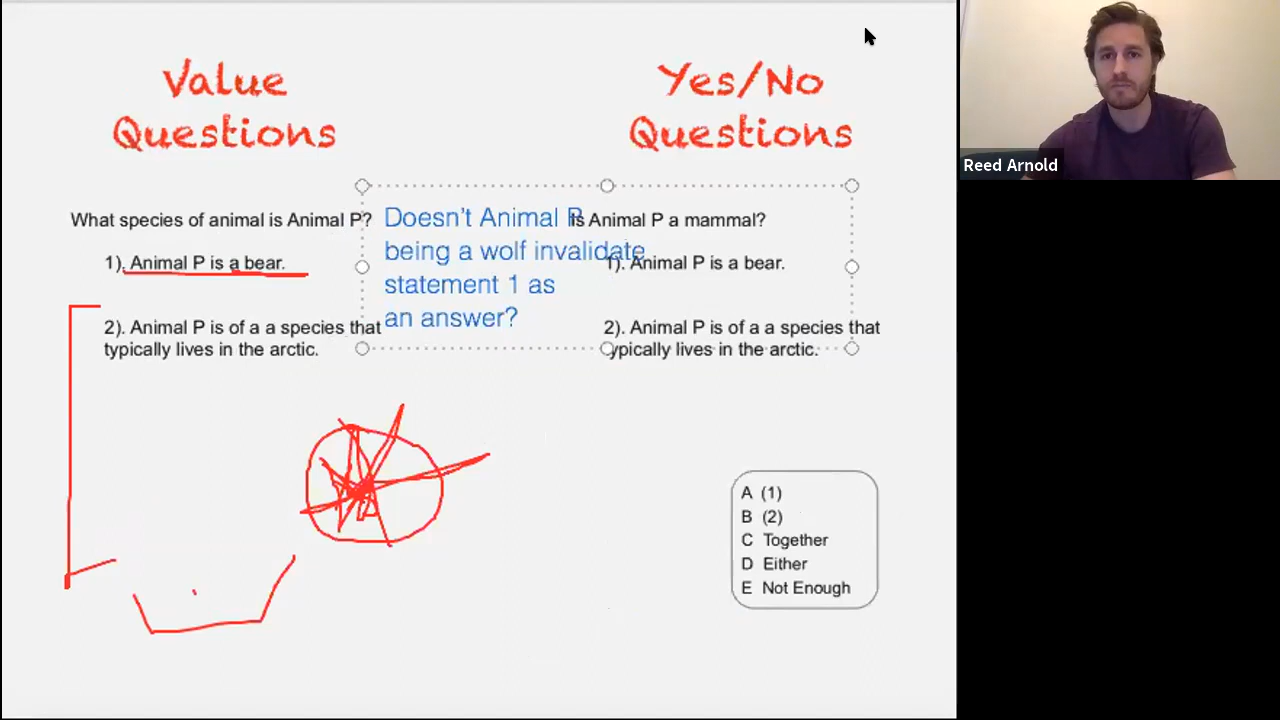 Value
Questions
Yes/No
Questions
What species of animal is Animal P?
1). Animal P is a bear.
2). Animal P is of a a species that
typically lives in the arctic.
Doesn't Animal P
being a wolf invalidate
statement 1 as
an answer?
Is Animal P a mammal?
1). Animal P is a bear.
2). Animal P is of a a species that
typically lives in the arctic.
A (1)
B (2)
C Together
D Either
E Not Enough
Reed Arnold